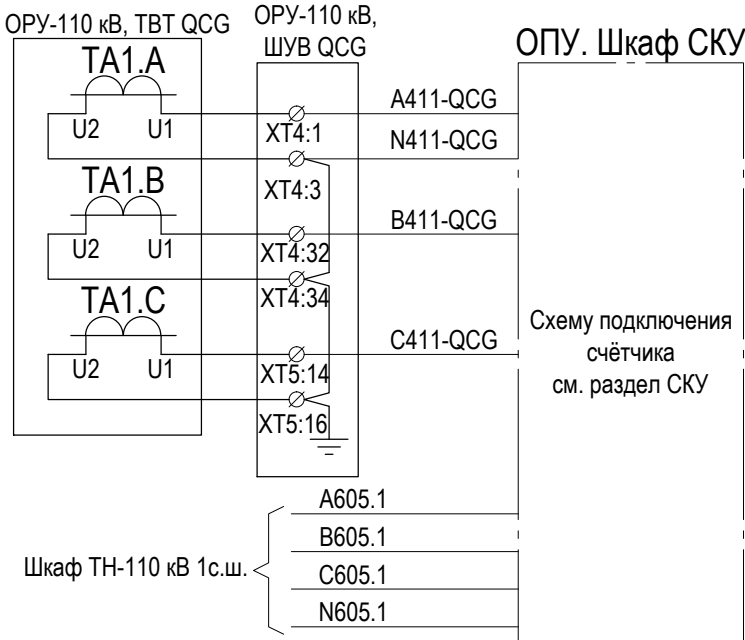 ОРУ-110 кВ, ТВТ QCG
ОРУ-110 кВ,
ШУВ QCG
ОПУ. Шкаф СКУ
TA1.A
U2 U1
XT4:1
A411-QCG
N411-QCG
XT4:3
TA1.B
U2 U1
XT4:32
B411-QCG
XT4:34
TA1.C
U2 U1
XT5:14
C411-QCG
XT5:16
Схему подключения
счётчика
см. раздел СКУ
Шкаф ТН-110 кВ 1с.ш.
A605.1
B605.1
C605.1
N605.1